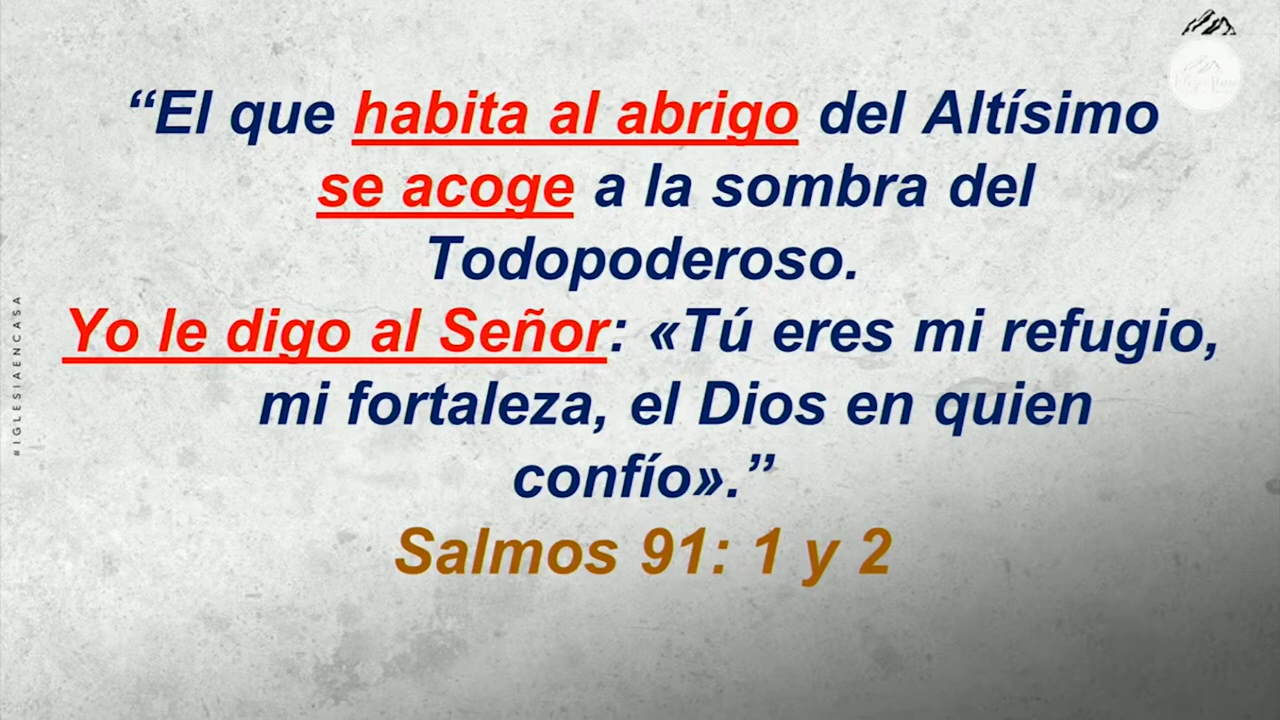 “El que habita al abrigo del Altísimo
se acoge a la sombra del
Todopoderoso.
Yo le digo al Señor: «Tú eres mi refugio,
mi fortaleza, el Dios en quien
confío».”
Salmos 91: 1 y 2
#IGLESIAENCASA